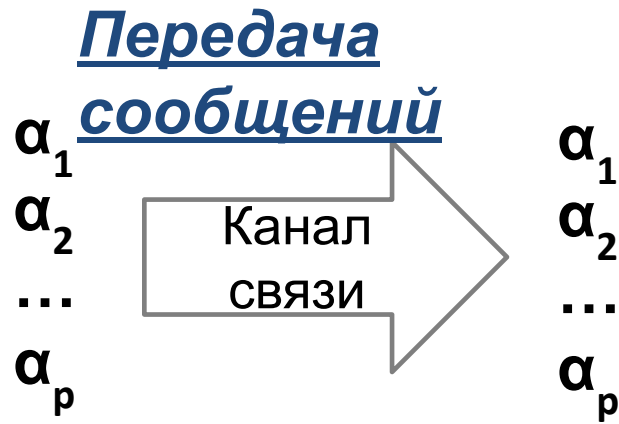 Передача
сообщений
α1 α1
α2 Канал α2
... связи ...
αp αp